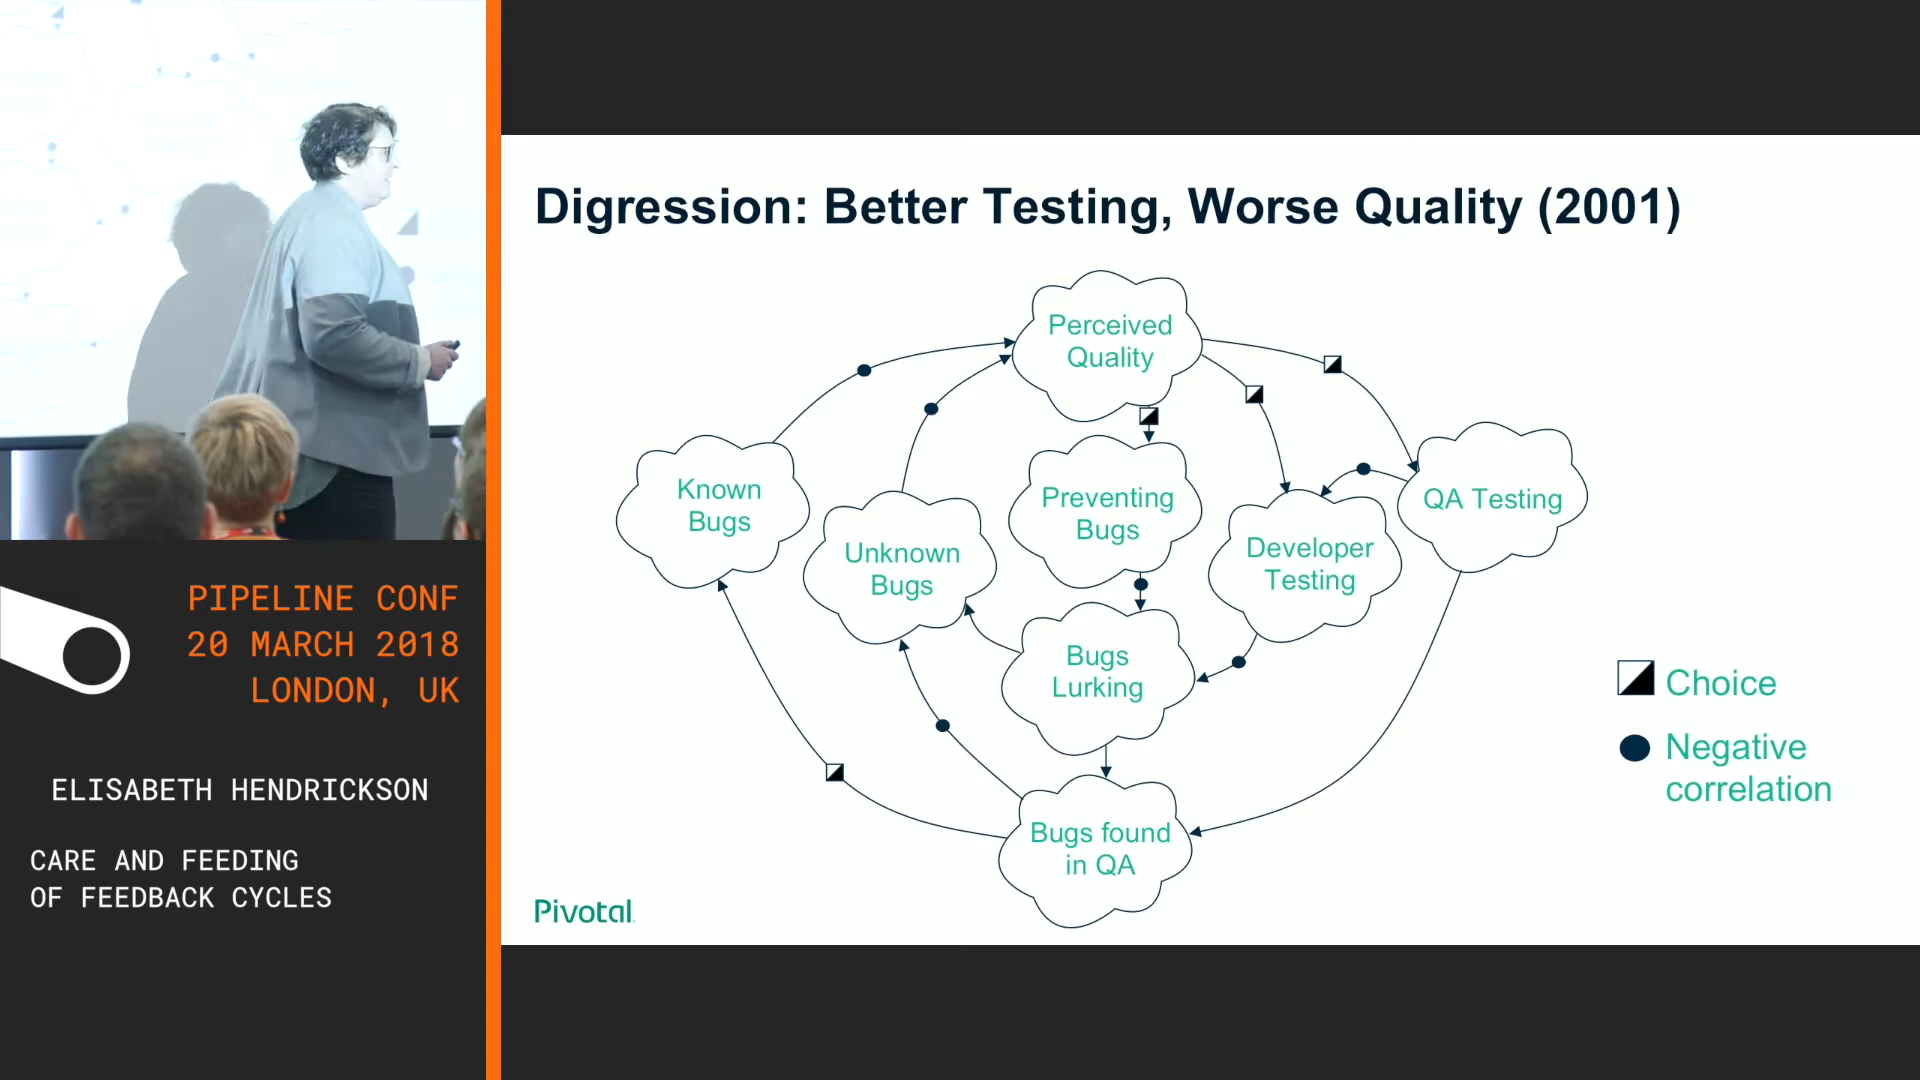 PIPELINE CONF
20 MARCH 2018
LONDON, UK
ELISABETH HENDRICKSON
CARE AND FEEDING
OF FEEDBACK CYCLES
Digression: Better Testing, Worse Quality (2001)
Perceived
Quality
Known
Bugs
Unknown
Bugs
Preventing
Bugs
Developer
Testing
QA Testing
Bugs
Lurking
Bugs found
in QA
Choice
Negative
correlation
Pivotal